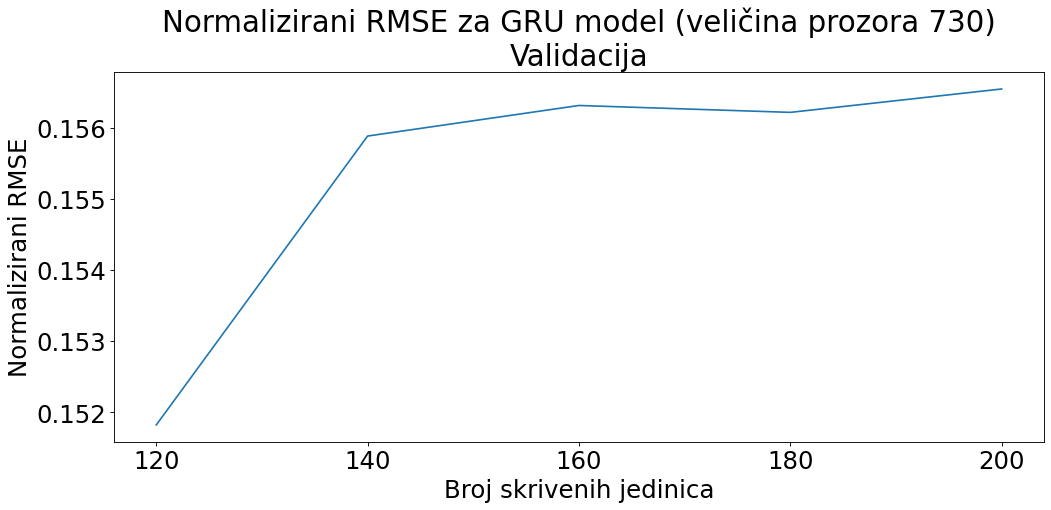 Normalizirani RMSE za GRU model (veličina prozora 730)
Validacija
Normalizirani RMSE
0.156
0.155
0.154
0.153
0.152
120 140 160 180 200
Broj skrivenih jedinica